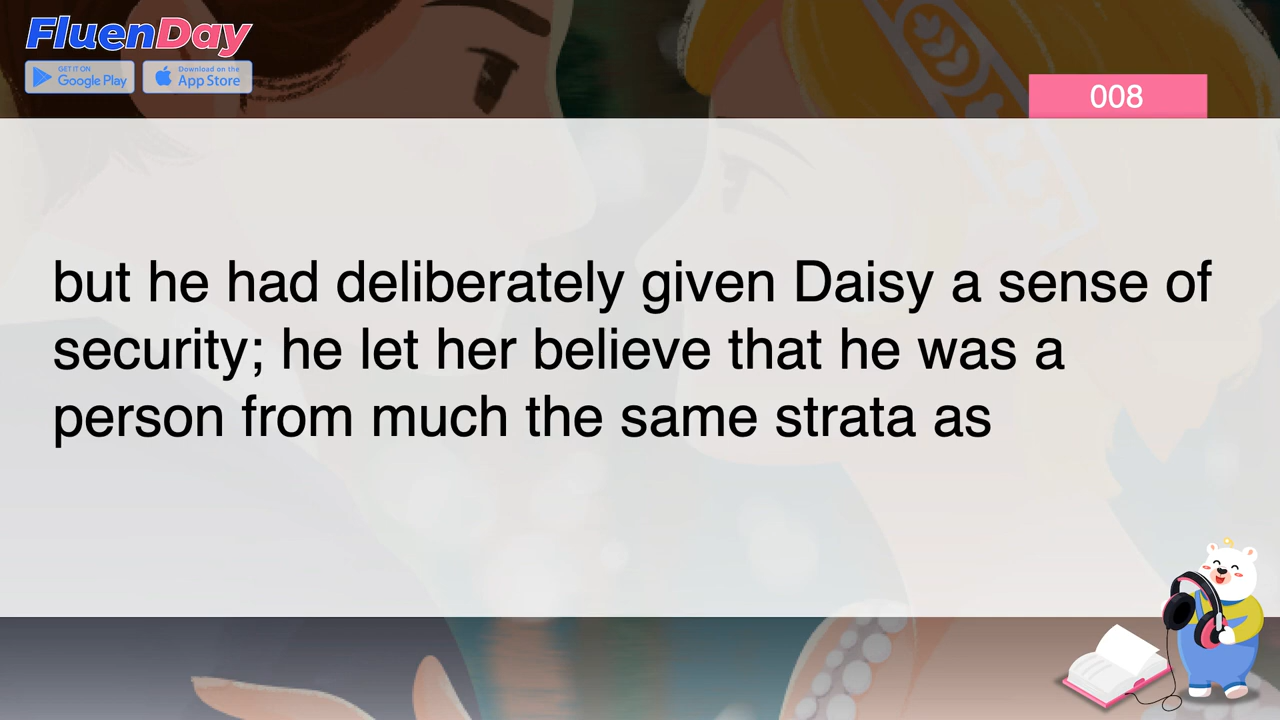 FluenDay
GET IT ON
Google Play
Download on the
App Store
008
but he had deliberately given Daisy a sense of
security; he let her believe that he was a
person from much the same strata as